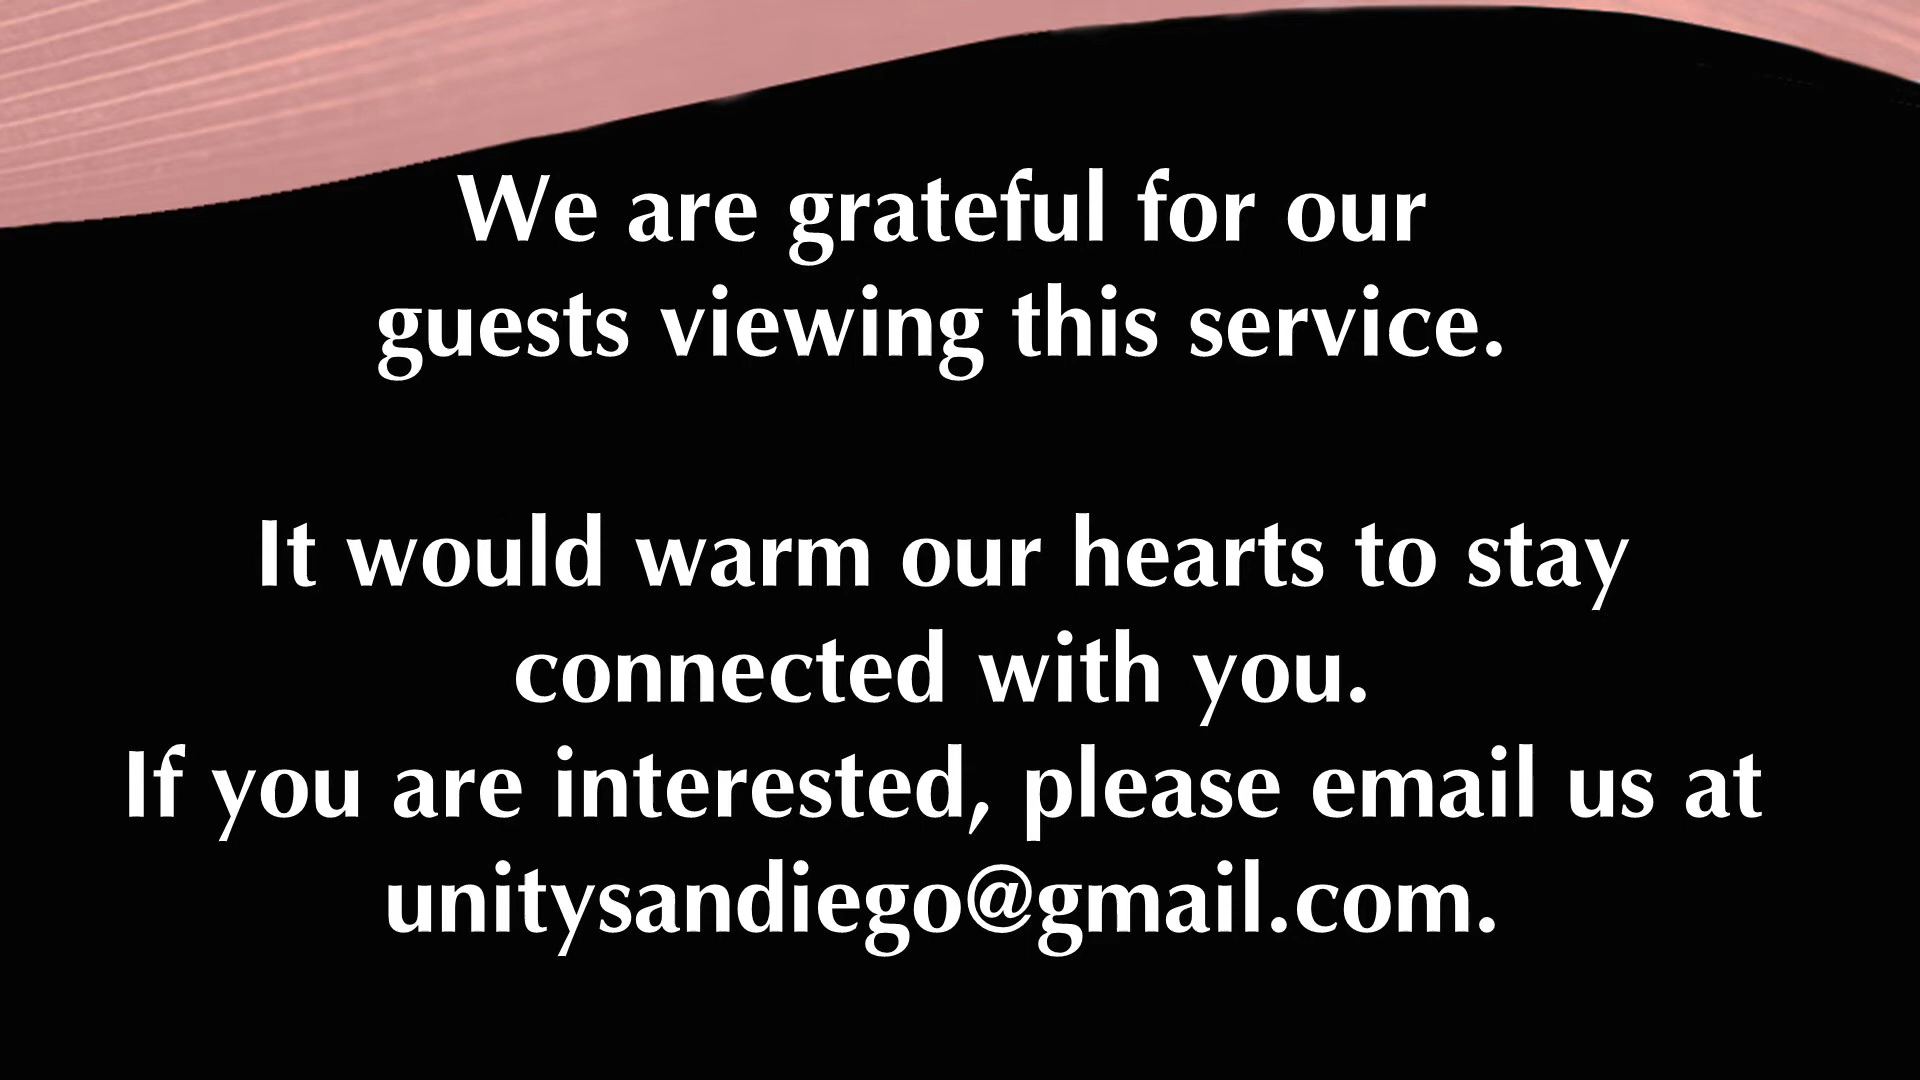 We are grateful for our
guests viewing this service.
It would warm our hearts to stay
connected with you.
If you are interested, please email us at
unitysandiego@gmail.com.